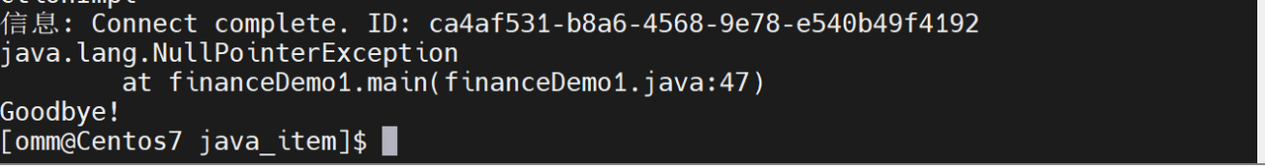 信息: Connect complete. ID: ca4af531-b8a6-4568-9e78-e540b49f4192
java.lang.NullPointerException
        at financeDemo1.main(financeDemo1.java:47)
Goodbye!
[omm@Centos7 java_item]$